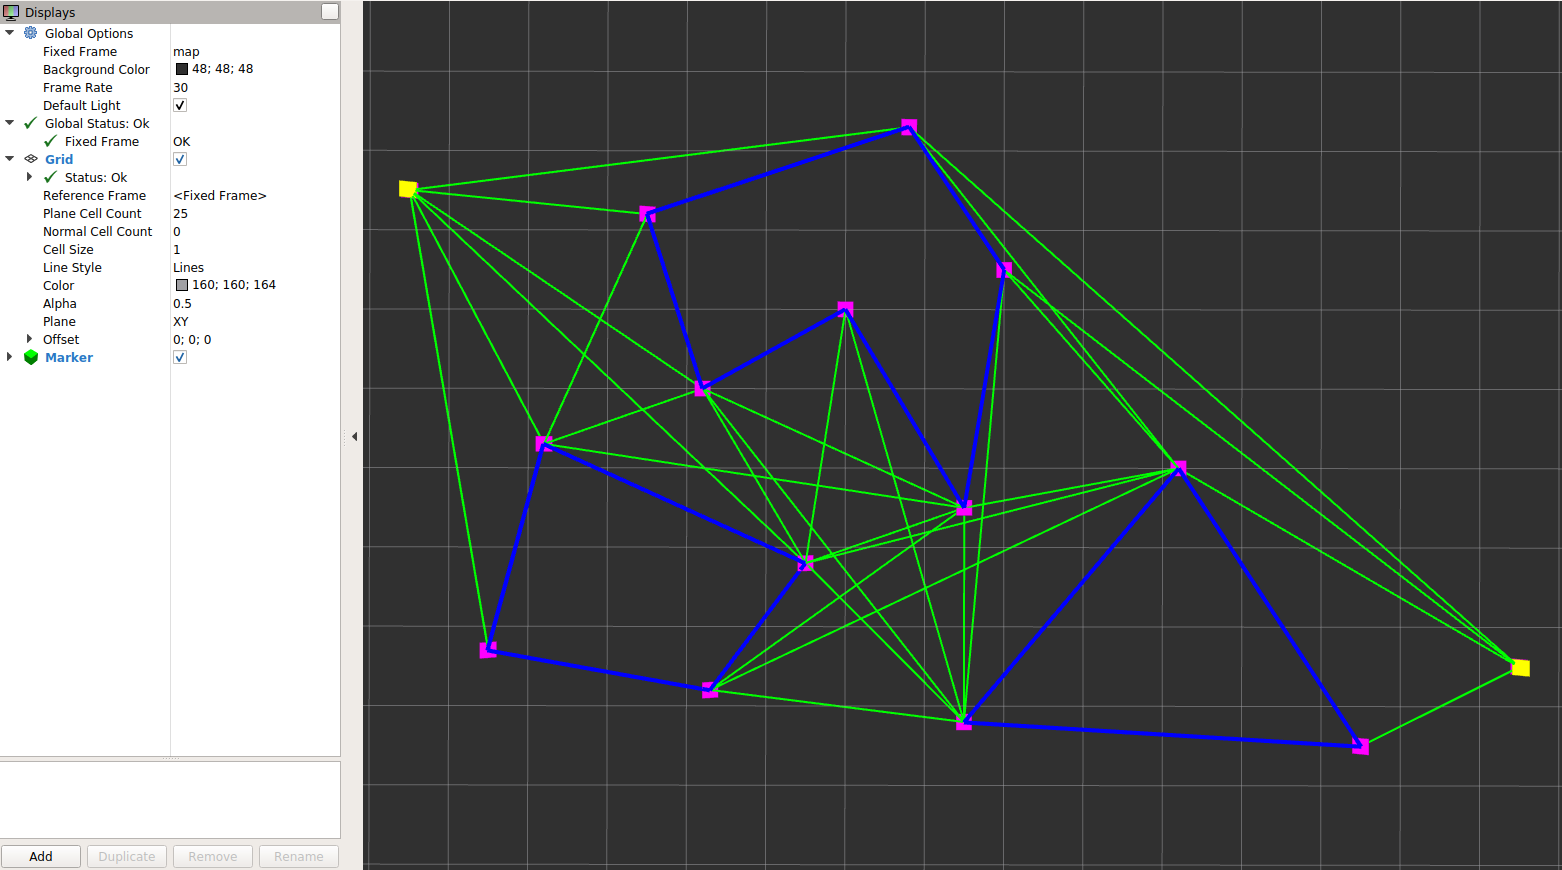 Displays
Global Options
Fixed Frame map
Background Color 48; 48; 48
Frame Rate 30
Default Light
Global Status: Ok
Fixed Frame OK
Grid
Status: Ok
Reference Frame <Fixed Frame>
Plane Cell Count 25
Normal Cell Count 0
Cell Size 1
Line Style Lines
Color 160; 160; 164
Alpha 0.5
Plane XY
Offset 0; 0; 0
Marker
Add Duplicate Remove Rename